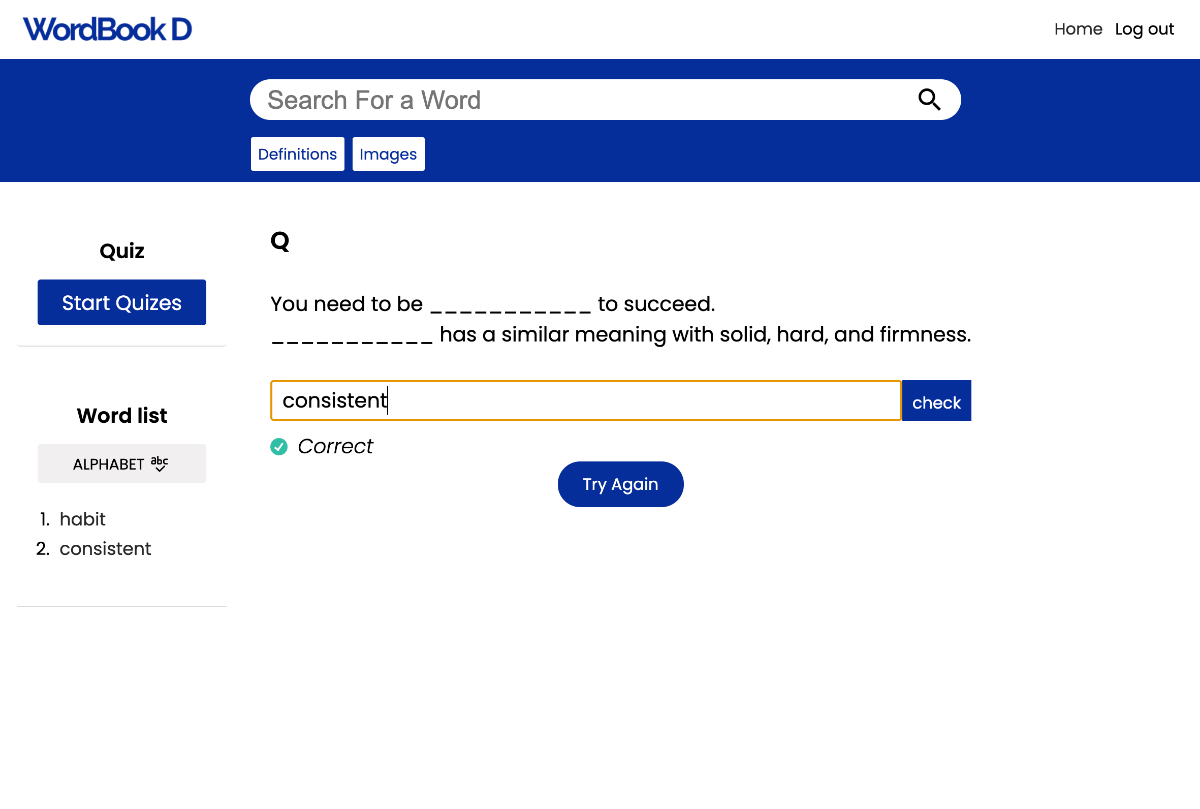 WordBook D
Home Log out
Search For a Word
Definitions Images
Quiz
Start Quizes
Word list
ALPHABET abc
1. habit
2. consistent
Q
You need to be ___________ to succeed.
___________ has a similar meaning with solid, hard, and firmness.
consistent
check
Correct
Try Again